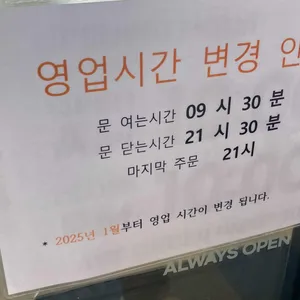 영업시간 변경 안
문 여는시간 09 시 30 분
문 닫는시간 21 시 30 분
마지막 주문 21시
* 2025년 1월부터 영업 시간이 변경 됩니다.
ALWAYS OPEN